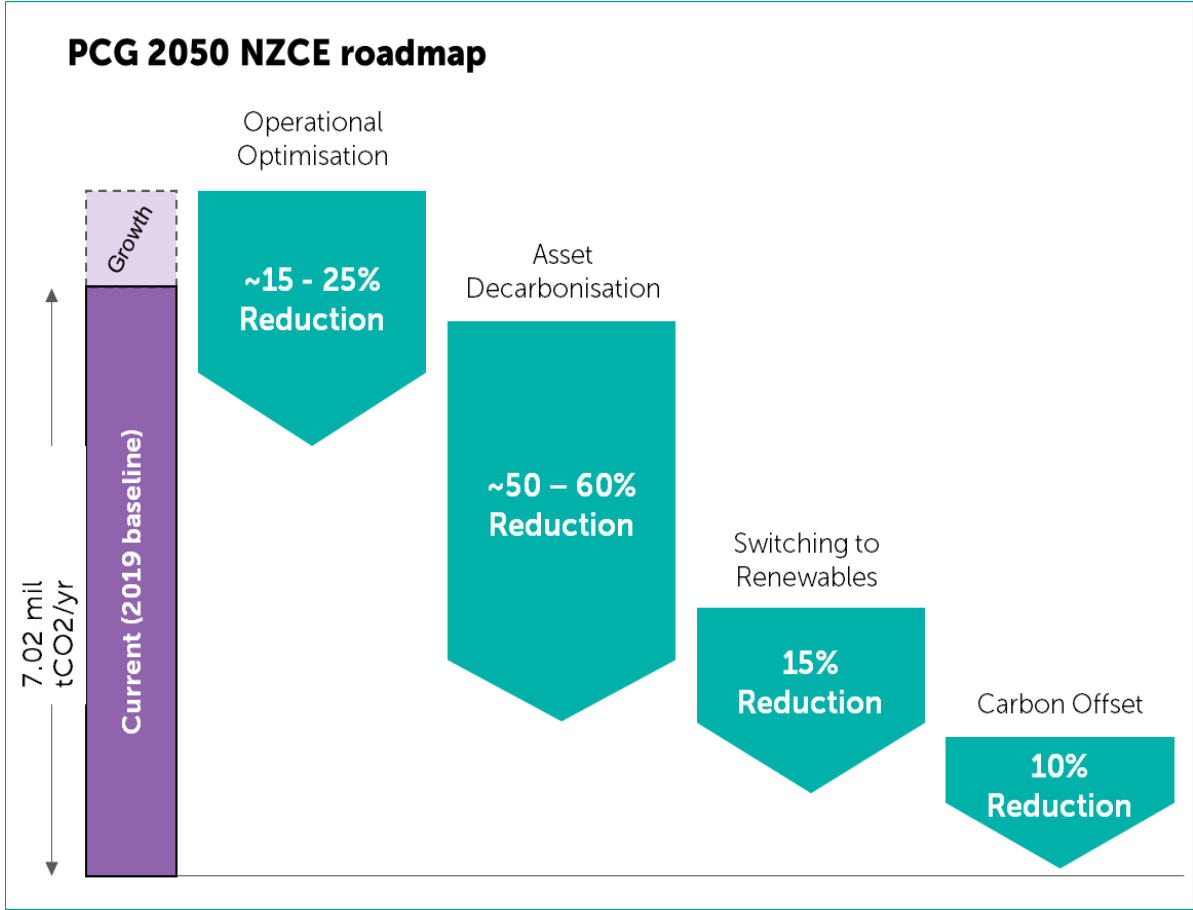 PCG 2050 NZCE roadmap
Operational
Optimisation
Growth
~15 - 25%
Reduction
Asset
Decarbonisation
~50 – 60%
Reduction
Switching to
Renewables
15%
Reduction
Carbon Offset
10%
Reduction
7.02 mil
tCO2/yr
Current (2019 baseline)